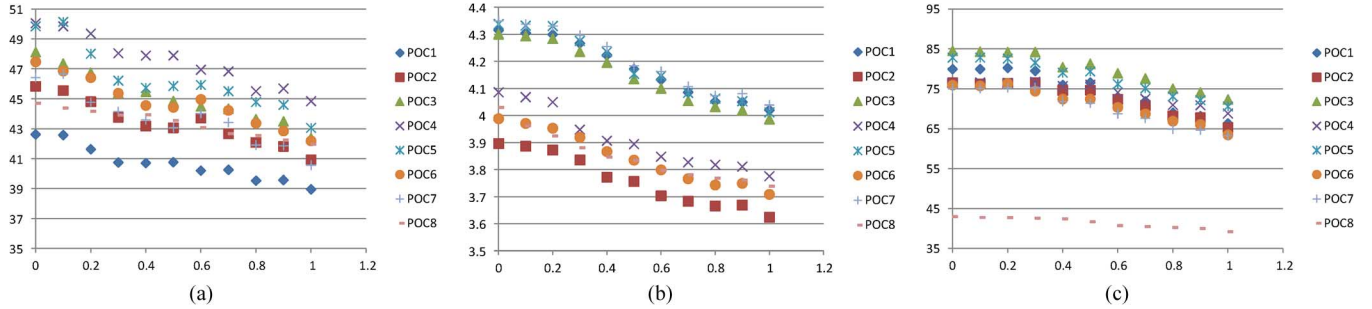 51
49
47
45
43
41
39
37
35
0 0.2 0.4 0.6 0.8 1 1.2
POC1
POC2
POC3
POC4
POC5
POC6
POC7
POC8
(a)
4.4
4.3
4.2
4.1
4
3.9
3.8
3.7
3.6
3.5
0 0.2 0.4 0.6 0.8 1 1.2
POC1
POC2
POC3
POC4
POC5
POC6
POC7
POC8
(b)
95
85
75
65
55
45
35
0 0.2 0.4 0.6 0.8 1 1.2
POC1
POC2
POC3
POC4
POC5
POC6
POC7
POC8
(c)